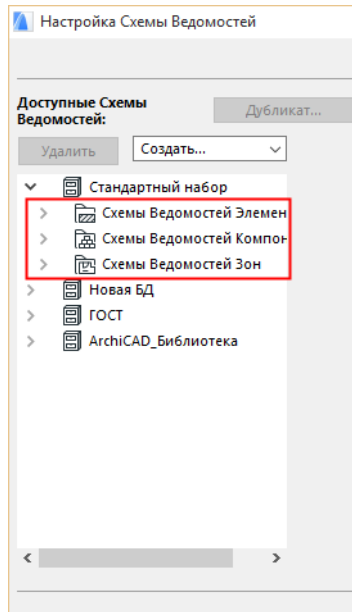 Настройка Схемы Ведомостей
Доступные Схемы
Ведомостей:
Дубликат...
Удалить
Создать...
Стандартный набор
Схемы Ведомостей Элемен
Схемы Ведомостей Компон
Схемы Ведомостей Зон
Новая БД
ГОСТ
ArchiCAD_Библиотека